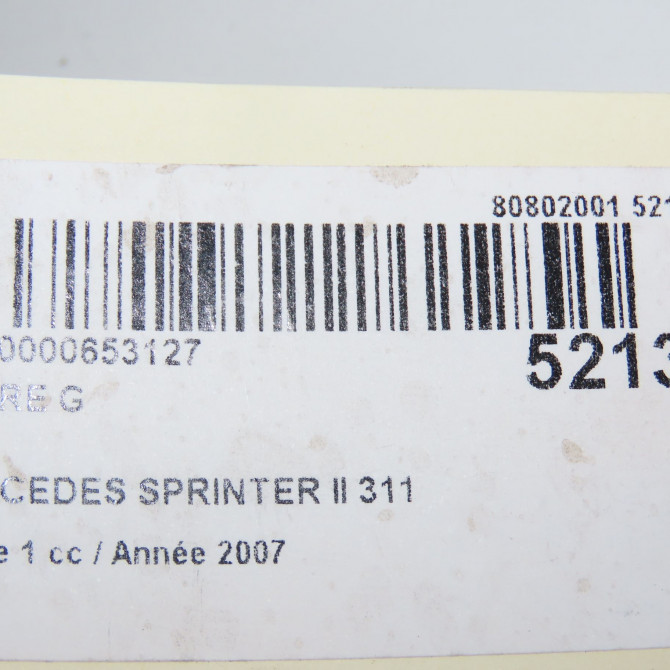 80802001 521
0000653127
5213
RE G
CEDES SPRINTER II 311
e 1 cc / Année 2007